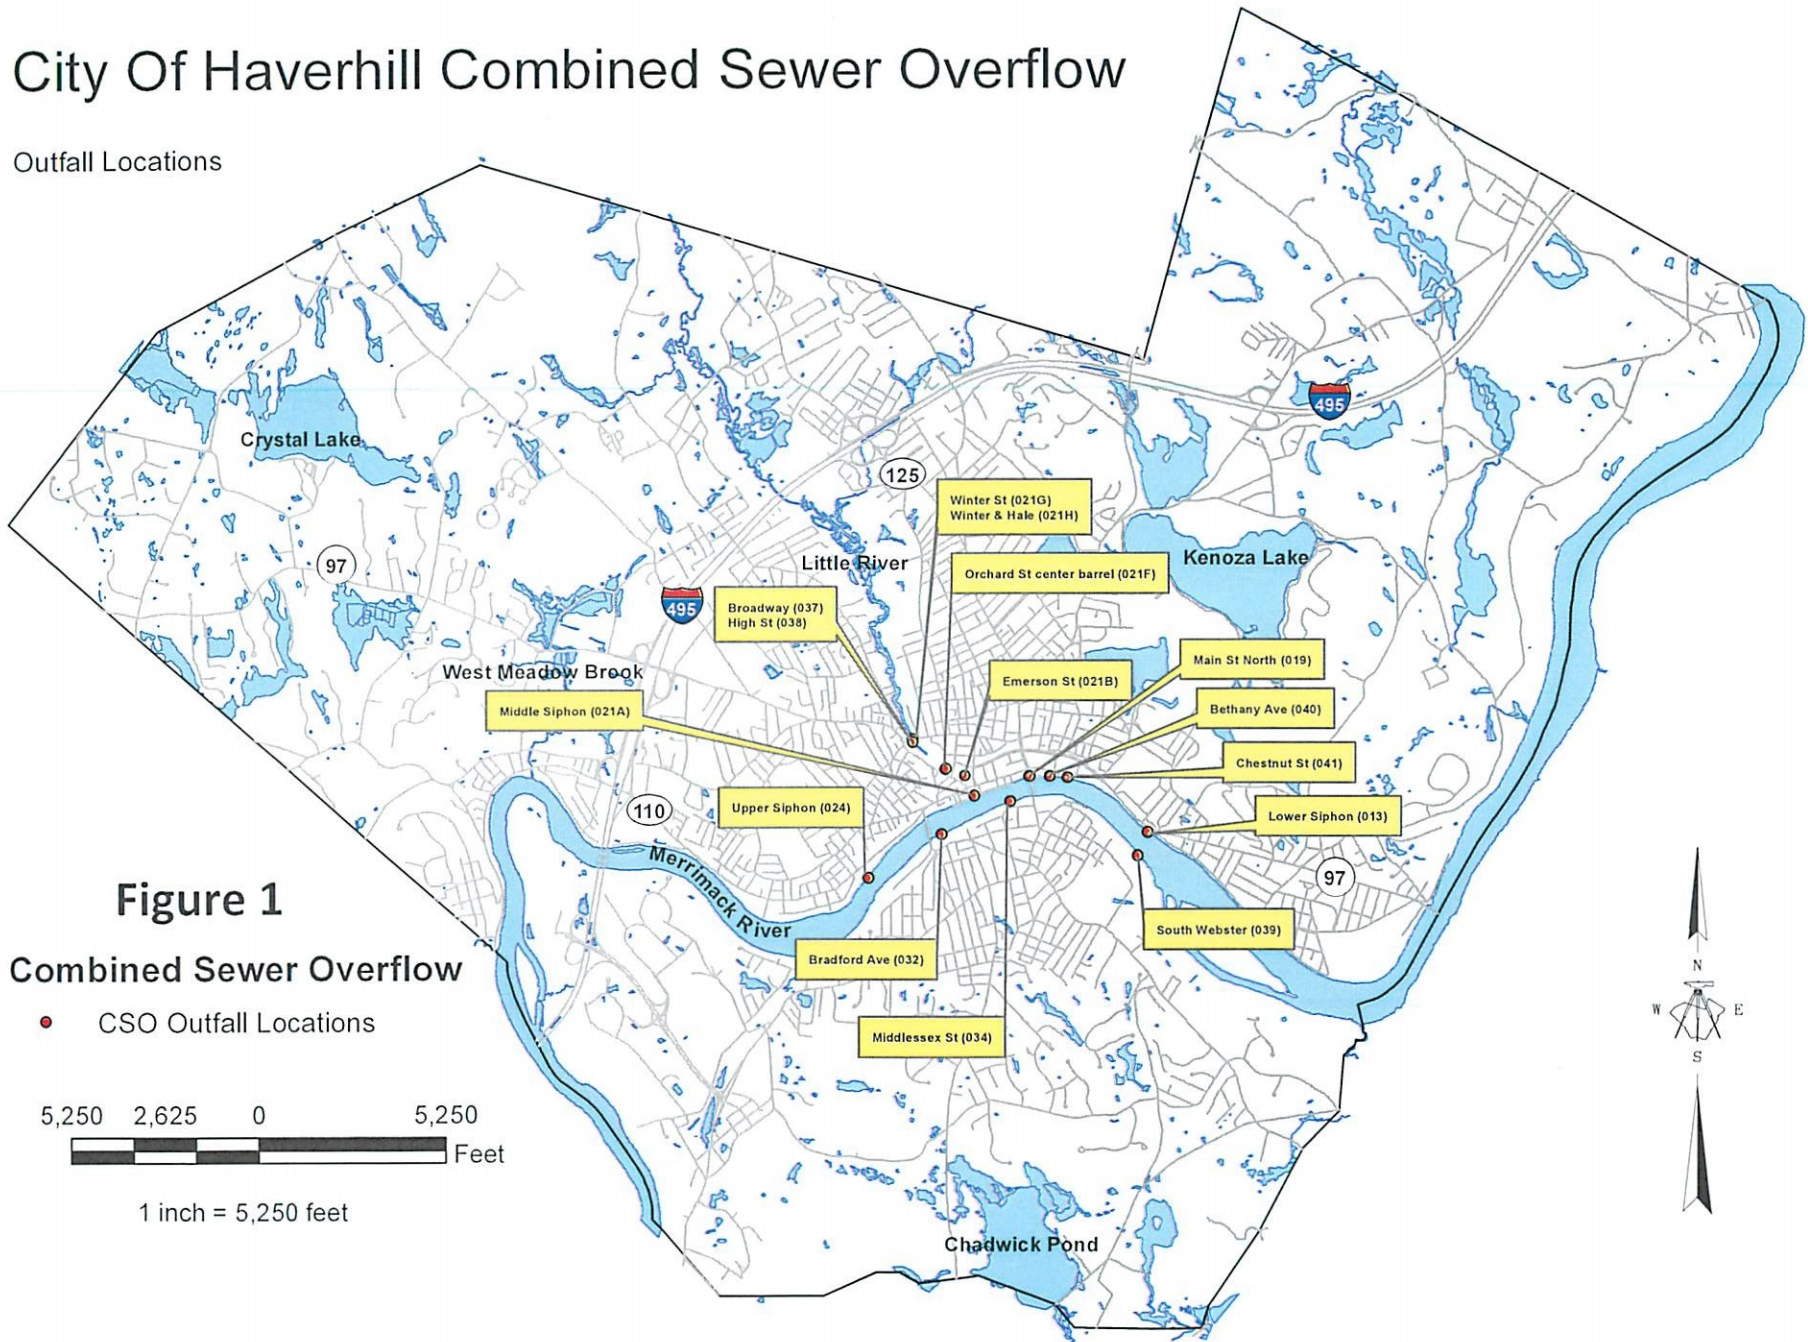 City Of Haverhill Combined Sewer Overflow
Outfall Locations
Crystal Lake
495
125
Winter St (021G)
Winter & Hale (021H)
97
Little River
Kenoza Lake
Orchard St center barrel (021F)
495
Broadway (037)
High St (038)
West Meadow Brook
Main St North (019)
Emerson St (021B)
Middle Siphon (021A)
Bethany Ave (040)
Chestnut St (041)
110
Upper Siphon (024)
Lower Siphon (013)
Merrimack River
97
Figure 1
South Webster (039)
Bradford Ave (032)
Combined Sewer Overflow
CSO Outfall Locations
Middlessex St (034)
N
W E
S
5,250 2,625 0 5,250
Feet
1 inch = 5,250 feet
Chadwick Pond